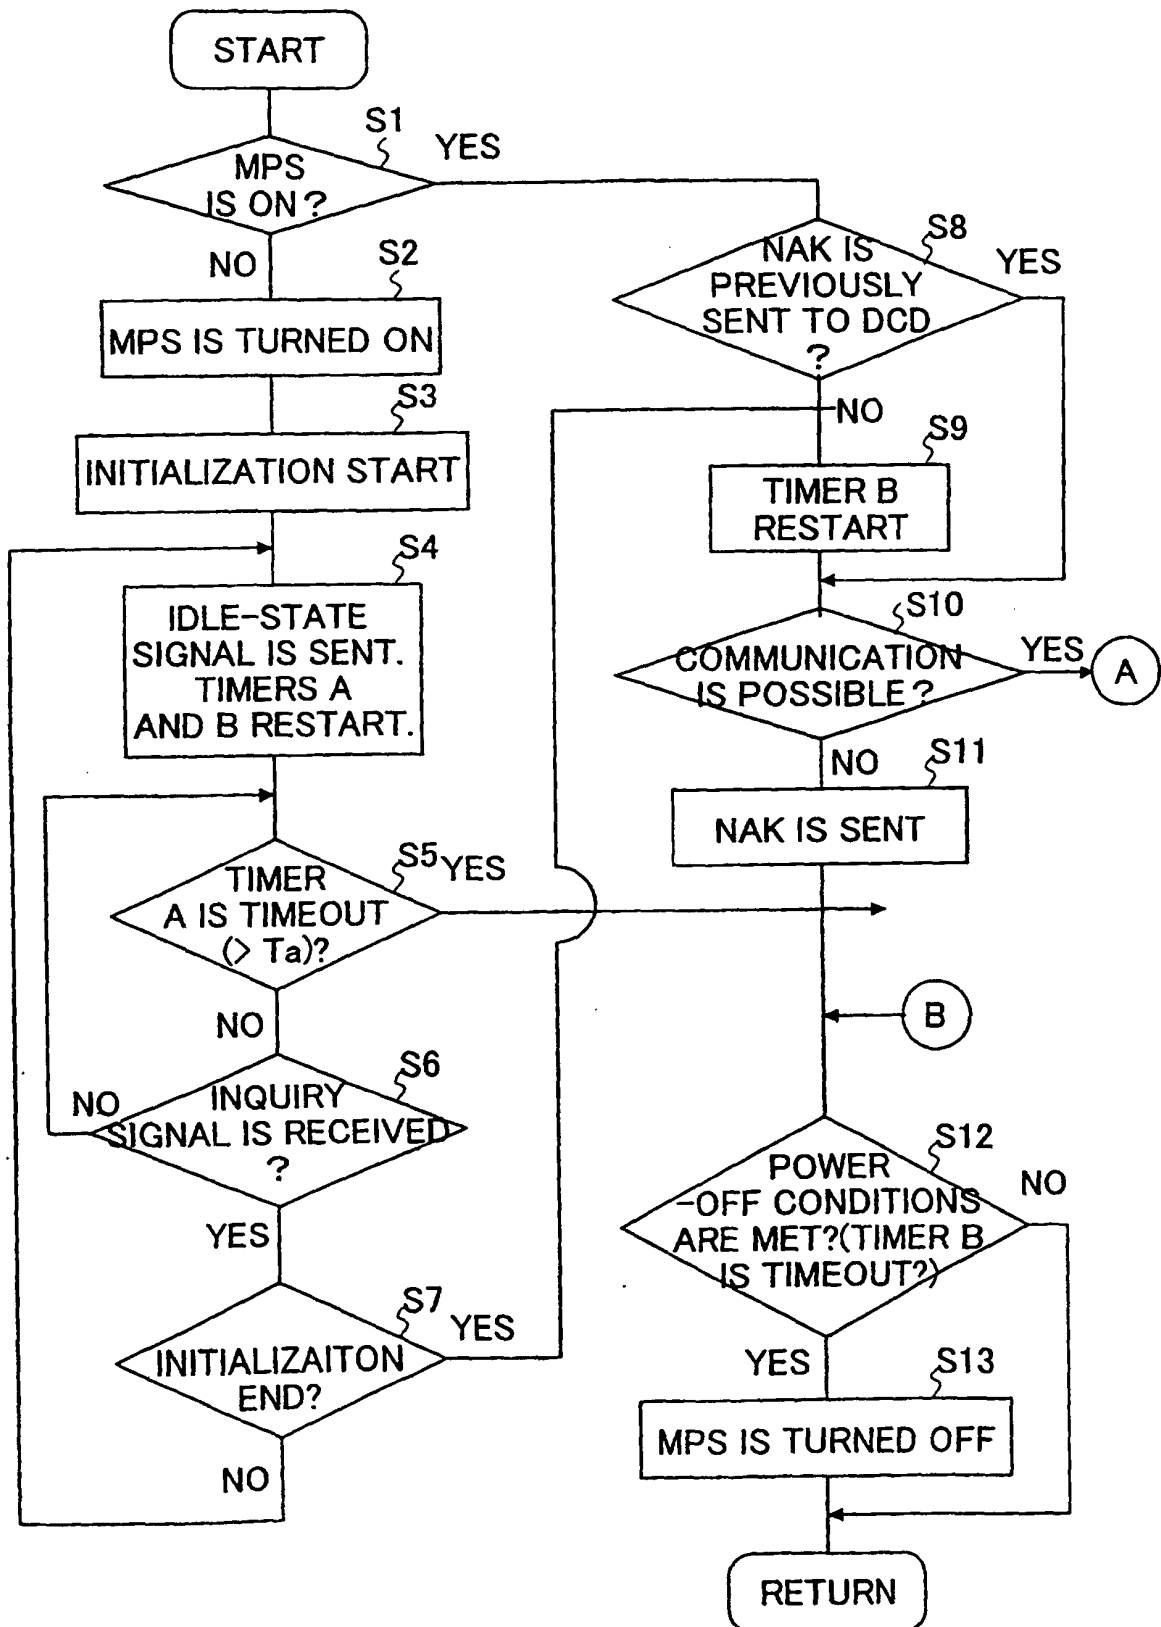 START
S1
YES
MPS
IS ON?
NO
S2
MPS IS TURNED ON
S3
INITIALIZATION START
S4
IDLE-STATE
SIGNAL IS SENT.
TIMERS A
AND B RESTART.
S5
YES
TIMER
A IS TIMEOUT
(> Ta)?
NO
S6
INQUIRY
SIGNAL IS RECEIVED
?
NO
YES
S7
YES
INITIALIZAITON
END?
NO
S8
YES
NAK IS
PREVIOUSLY
SENT TO DCD
?
NO
S9
TIMER B
RESTART
S10
COMMUNICATION
IS POSSIBLE?
YES
A
NO
S11
NAK IS SENT
B
S12
POWER
-OFF CONDITIONS
ARE MET?(TIMER B
IS TIMEOUT?)
NO
YES
S13
MPS IS TURNED OFF
RETURN